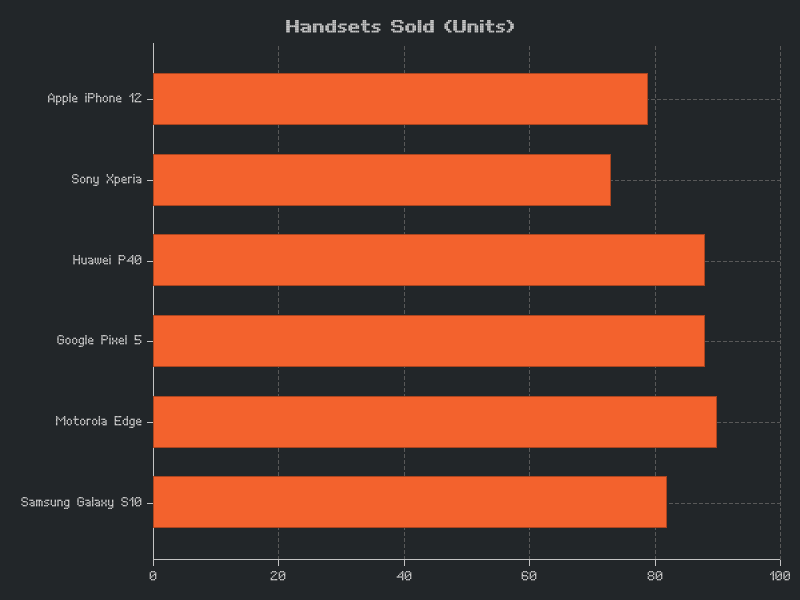 Handsets Sold (Units)
Apple iPhone 12
Sony Xperia
Huawei P40
Google Pixel 5
Motorola Edge
Samsung Galaxy S10
0 20 40 60 80 100